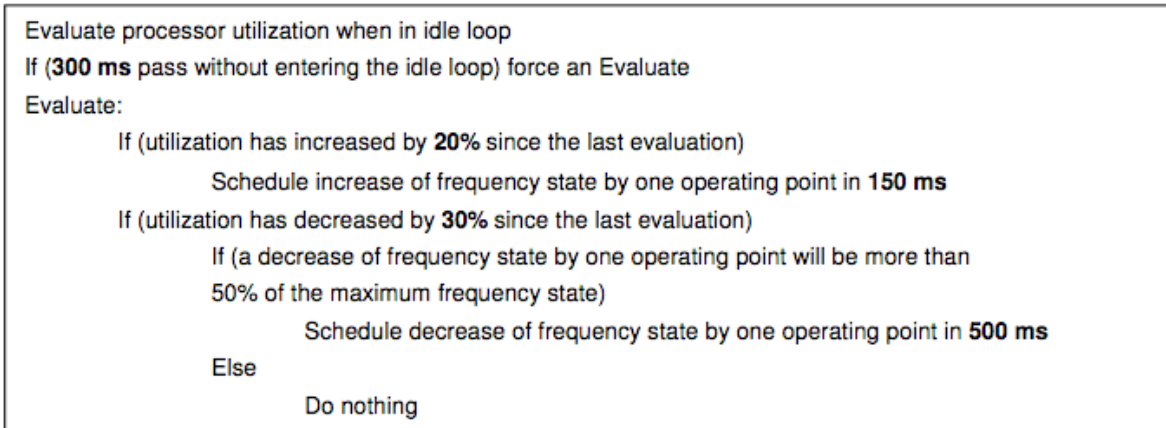 Evaluate processor utilization when in idle loop
If (300 ms pass without entering the idle loop) force an Evaluate
Evaluate:
If (utilization has increased by 20% since the last evaluation)
Schedule increase of frequency state by one operating point in 150 ms
If (utilization has decreased by 30% since the last evaluation)
If (a decrease of frequency state by one operating point will be more than
50% of the maximum frequency state)
Schedule decrease of frequency state by one operating point in 500 ms
Else
Do nothing